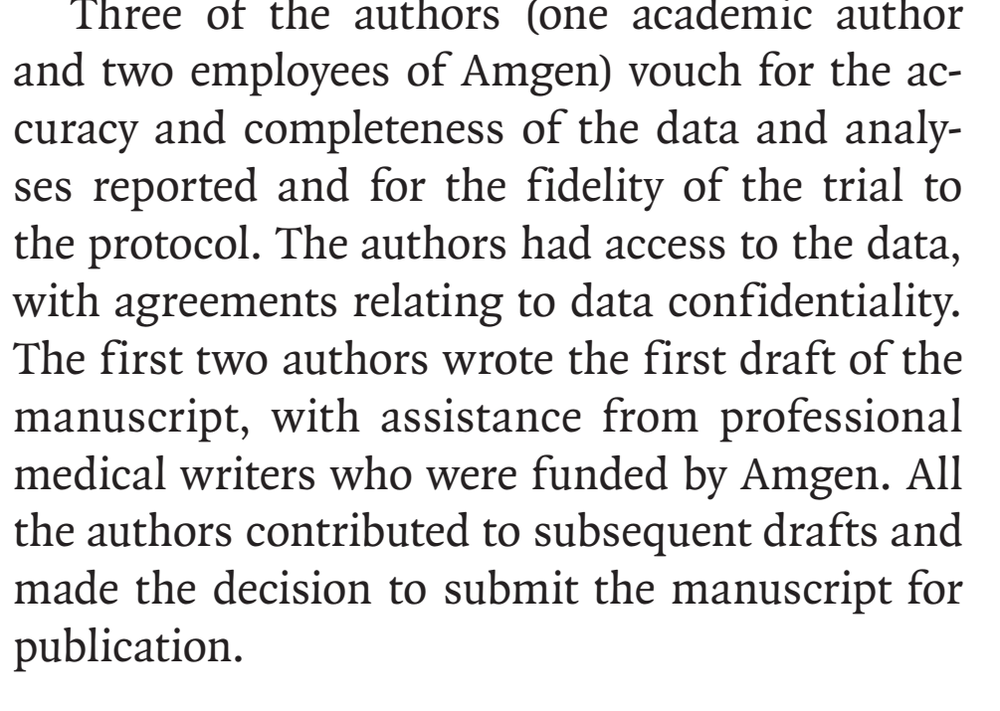 Three of the authors (one academic author
and two employees of Amgen) vouch for the ac-
curacy and completeness of the data and analy-
ses reported and for the fidelity of the trial to
the protocol. The authors had access to the data,
with agreements relating to data confidentiality.
The first two authors wrote the first draft of the
manuscript, with assistance from professional
medical writers who were funded by Amgen. All
the authors contributed to subsequent drafts and
made the decision to submit the manuscript for
publication.